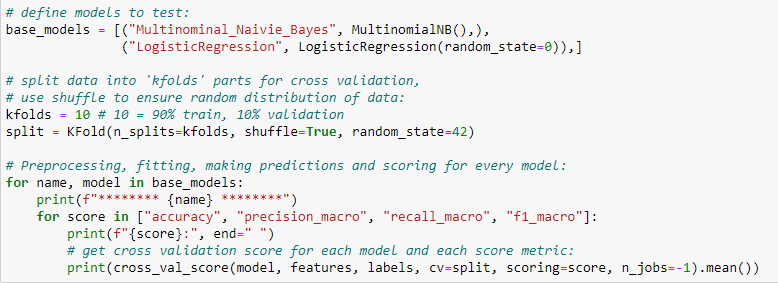 # define models to test:
base_models = [("Multinominal_Naivie_Bayes", MultinomialNB(),),
("LogisticRegression", LogisticRegression(random_state=0)),]
# split data into 'kfolds' parts for cross validation,
# use shuffle to ensure random distribution of data:
kfolds = 10 # 10 = 90% train, 10% validation
split = KFold(n_splits=kfolds, shuffle=True, random_state=42)
# Preprocessing, fitting, making predictions and scoring for every model:
for name, model in base_models:
print(f"******** {name} ********")
for score in ["accuracy", "precision_macro", "recall_macro", "f1_macro"]:
print(f"{score}:", end=" ")
# get cross validation score for each model and each score metric:
print(cross_val_score(model, features, labels, cv=split, scoring=score, n_jobs=-1).mean())